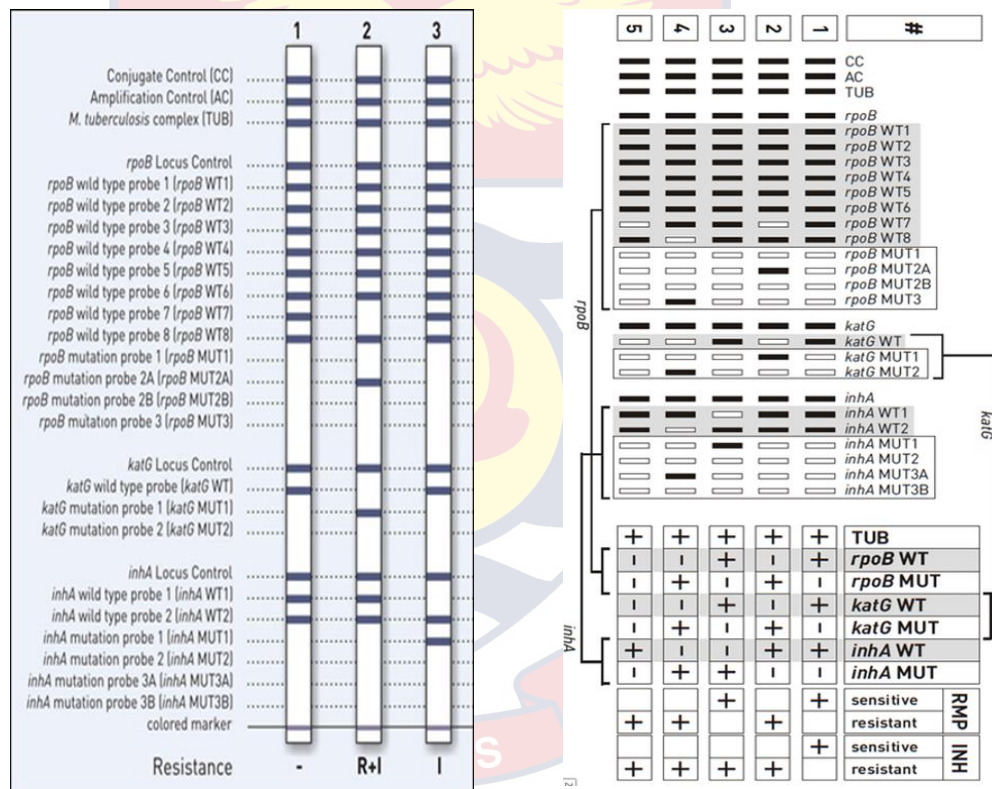 1 2 3
Conjugate Control (CC)
Amplification Control (AC)
M. tuberculosis complex (TUB)
rpoB Locus Control
rpoB wild type probe 1 (rpoB WT1)
rpoB wild type probe 2 (rpoB WT2)
rpoB wild type probe 3 (rpoB WT3)
rpoB wild type probe 4 (rpoB WT4)
rpoB wild type probe 5 (rpoB WT5)
rpoB wild type probe 6 (rpoB WT6)
rpoB wild type probe 7 (rpoB WT7)
rpoB wild type probe 8 (rpoB WT8)
rpoB mutation probe 1 (rpoB MUT1)
rpoB mutation probe 2A (rpoB MUT2A)
rpoB mutation probe 2B (rpoB MUT2B)
rpoB mutation probe 3 (rpoB MUT3)
katG Locus Control
katG wild type probe (katG WT)
katG mutation probe 1 (katG MUT1)
katG mutation probe 2 (katG MUT2)
inhA Locus Control
inhA wild type probe 1 (inhA WT1)
inhA wild type probe 2 (inhA WT2)
inhA mutation probe 1 (inhA MUT1)
inhA mutation probe 2 (inhA MUT2)
inhA mutation probe 3A (inhA MUT3A)
inhA mutation probe 3B (inhA MUT3B)
colored marker
Resistance - R+I I
S
5 4 3 2 1 #
CC
AC
TUB
rpoB
rpoB WT1
rpoB WT2
rpoB WT3
rpoB WT4
rpoB WT5
rpoB WT6
rpoB WT7
rpoB WT8
rpoB MUT1
rpoB MUT2A
rpoB MUT2B
rpoB MUT3
rpoB
katG
katG WT
katG MUT1
katG MUT2
katG
inhA
inhA WT1
inhA WT2
inhA MUT1
inhA MUT2
inhA MUT3A
inhA MUT3B
inhA
+ + + + + TUB
- - + - + rpoB WT
- + - + - rpoB MUT
- - + - + katG WT
- + - + - katG MUT
+ - - + + inhA WT
- + + - - inhA MUT
+ + sensitive
+ + + resistant
RMP
+ sensitive
+ + + + resistant
INH
2